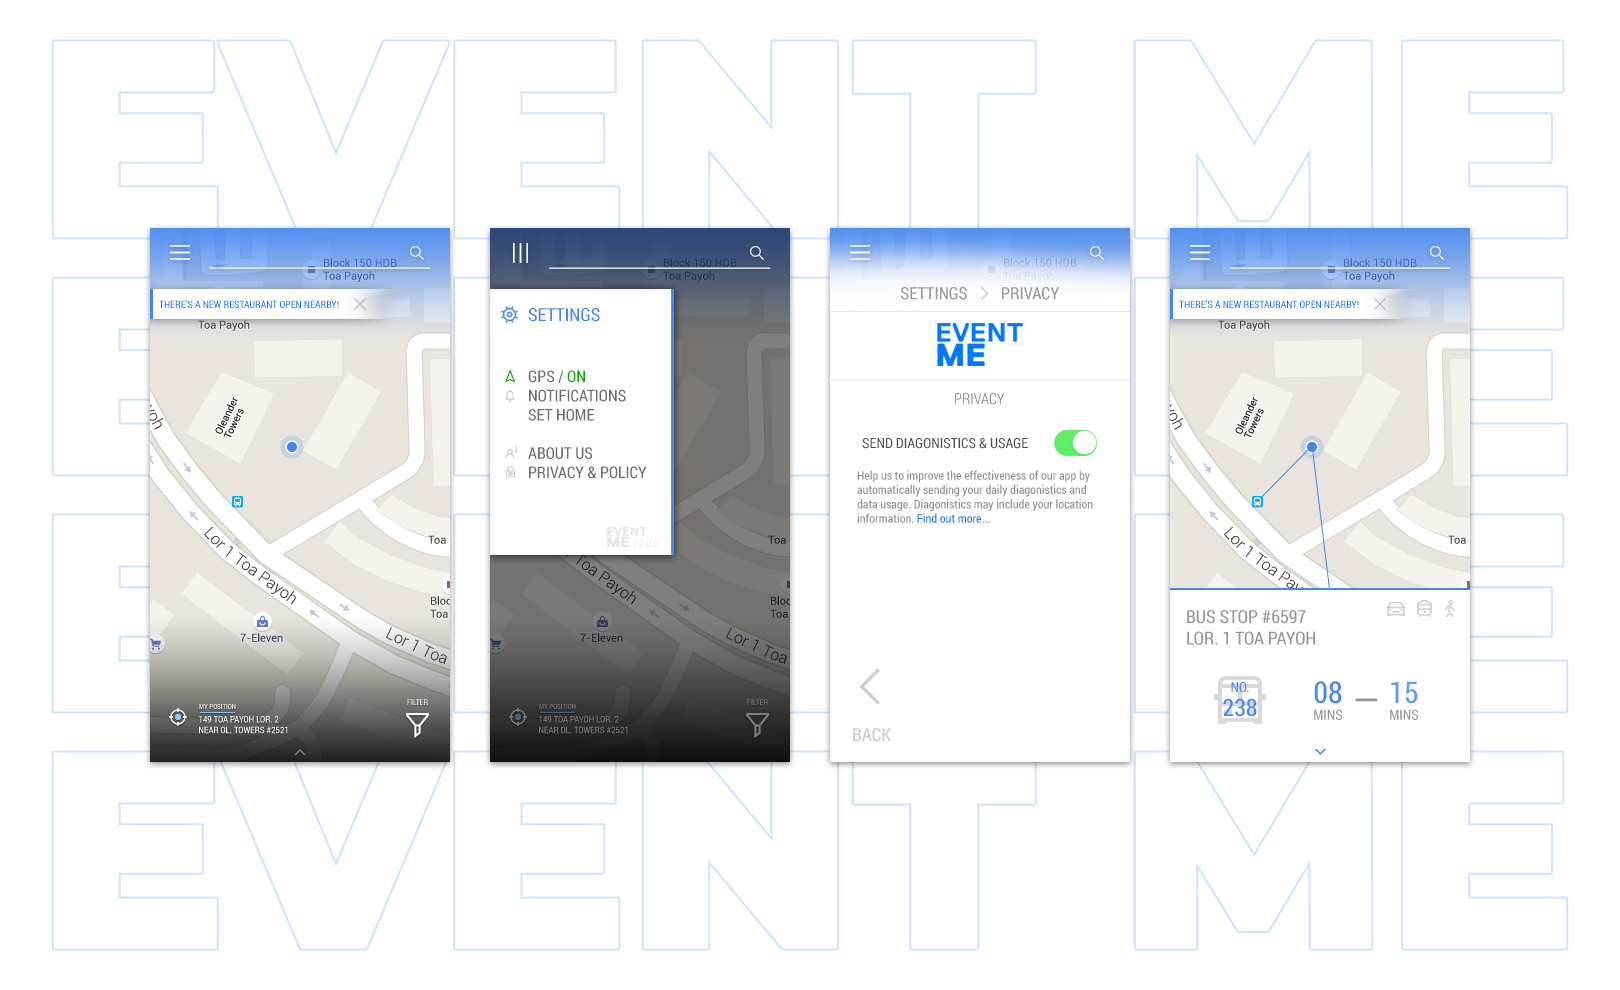 EVENT ME
EVENT ME
EVENT ME
EVENT ME
Block 150 HDB
Toa Payoh
THERE'S A NEW RESTAURANT OPEN NEARBY!
Toa Payoh
Oleander
Towers
Lor 1 Toa Payoh
Toa
Bloc
Toa
7-Eleven
Lor 1 Toa
MY POSITION
149 TOA PAYOH LOR. 2
NEAR OL. TOWERS #2521
FILTER
Block 150 HDB
Toa Payoh
SETTINGS
GPS / ON
NOTIFICATIONS
SET HOME
ABOUT US
PRIVACY & POLICY
EVENT
ME / 2.0.0
Toa Payoh
Toa
Bloc
Toa
7-Eleven
Lor 1 Toa
MY POSITION
149 TOA PAYOH LOR. 2
NEAR OL. TOWERS #2521
FILTER
Block 150 HDB
Toa Payoh
SETTINGS > PRIVACY
EVENT
ME
PRIVACY
SEND DIAGONISTICS & USAGE
Help us to improve the effectiveness of our app by
automatically sending your daily diagonistics and
data usage. Diagonistics may include your location
information. Find out more...
BACK
Block 150 HDB
Toa Payoh
THERE'S A NEW RESTAURANT OPEN NEARBY!
Toa Payoh
Oleander
Towers
Lor 1 Toa Payoh
Toa
BUS STOP #6597
LOR. 1 TOA PAYOH
NO.
238
08 — 15
MINS MINS